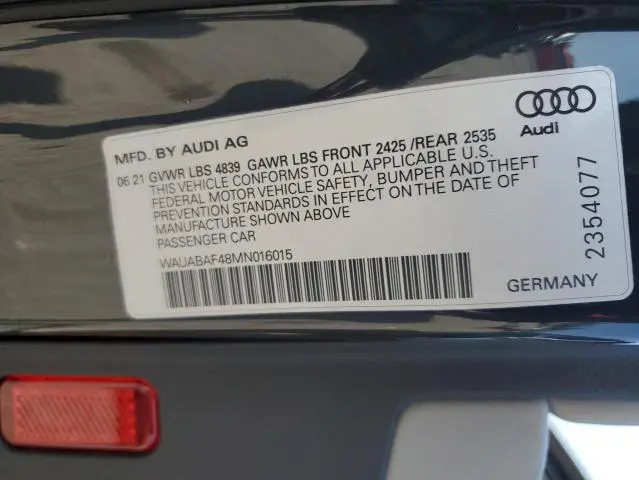 MFD. BY AUDI AG
06 21 GVWR LBS 4839 GAWR LBS FRONT 2425 /REAR 2535
THIS VEHICLE CONFORMS TO ALL APPLICABLE U.S.
FEDERAL MOTOR VEHICLE SAFETY, BUMPER AND THEFT
PREVENTION STANDARDS IN EFFECT ON THE DATE OF
MANUFACTURE SHOWN ABOVE
PASSENGER CAR
WAUABAF48MN016015
Audi
2354077
GERMANY